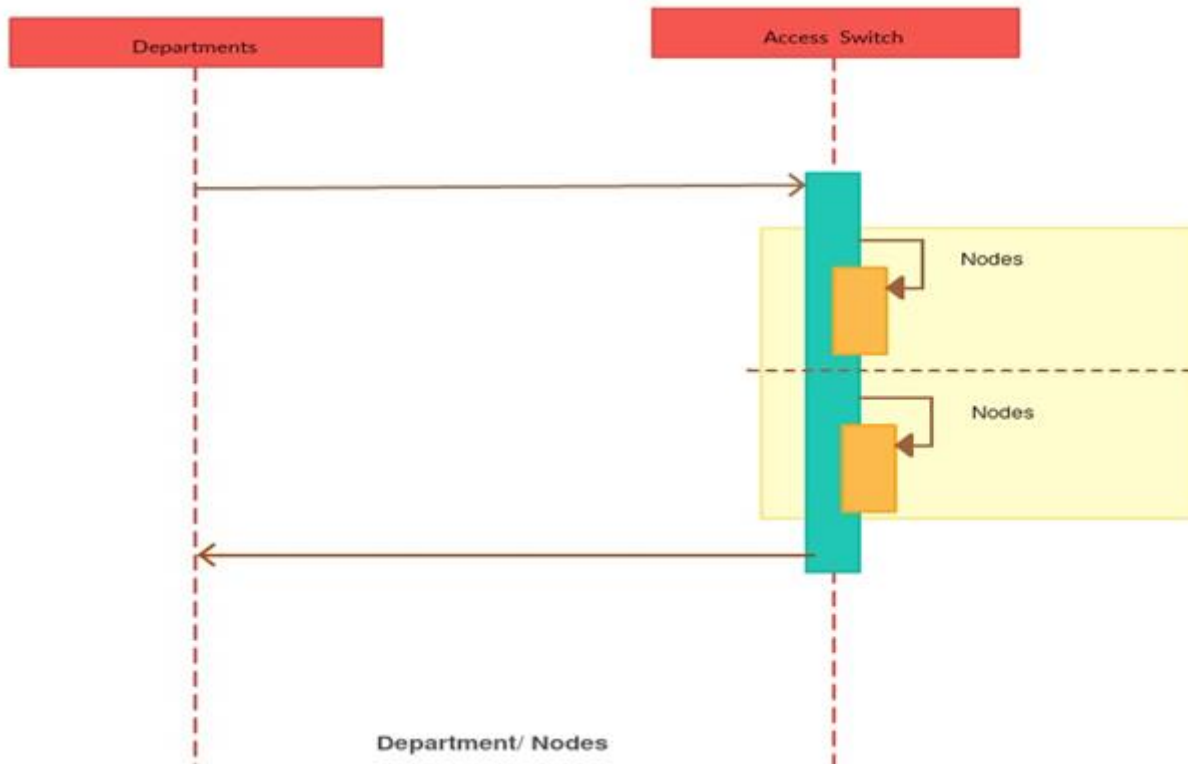 Departments
Access Switch
Nodes
Nodes
Department/ Nodes